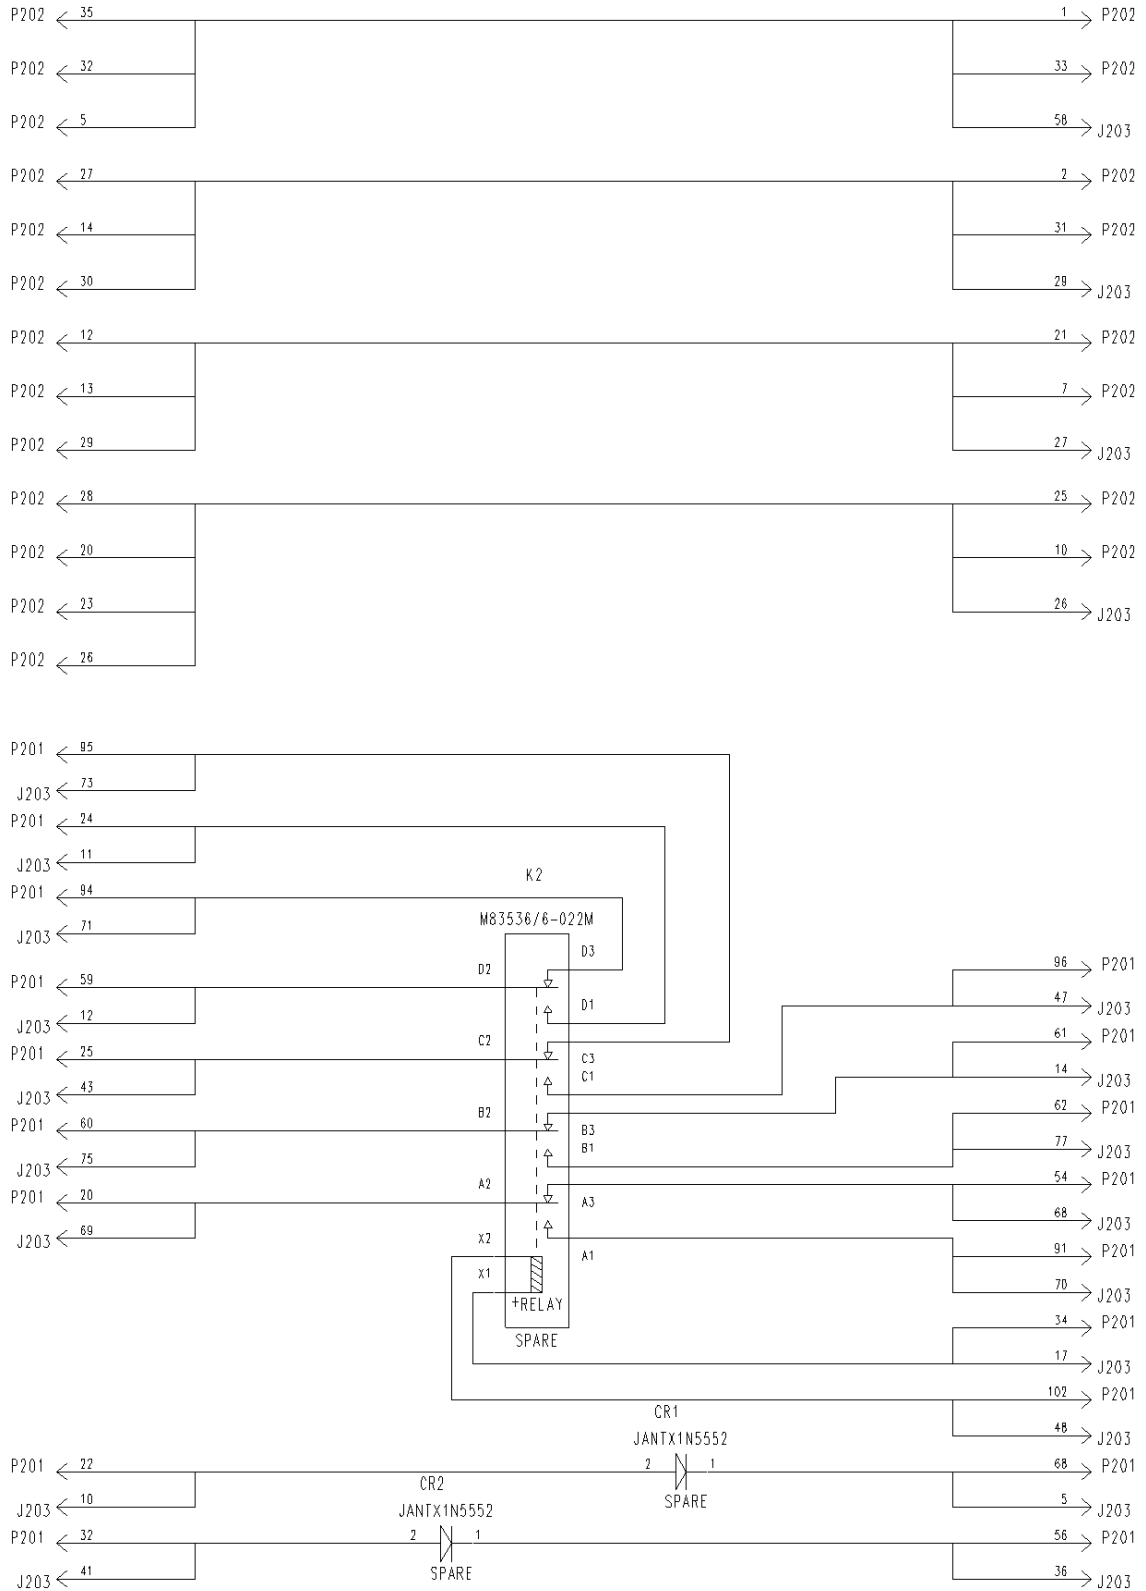 P202 35 1 P202
P202 32 33 P202
P202 5 58 J203
P202 27 2 P202
P202 14 31 P202
P202 30 29 J203
P202 12 21 P202
P202 13 7 P202
P202 29 27 J203
P202 28 25 P202
P202 20 10 P202
P202 23 26 J203
P202 26
P201 95
J203 73
P201 24
J203 11
K2
P201 94
M83536/6-022M
J203 71
D3
D2 96 P201
P201 59
D1 47 J203
J203 12
C2 61 P201
P201 25 C3
C1 14 J203
J203 43
B2 62 P201
P201 60 B3
B1 77 J203
J203 75
A2 54 P201
P201 20 A3
68 J203
J203 69
X2 A1 91 P201
X1 70 J203
+RELAY
34 P201
SPARE
17 J203
102 P201
CR1
48 J203
JANTX1N5552
P201 22 2 1 68 P201
CR2
SPARE
J203 10 5 J203
JANTX1N5552
P201 32 2 1 56 P201
SPARE
J203 41 36 J203